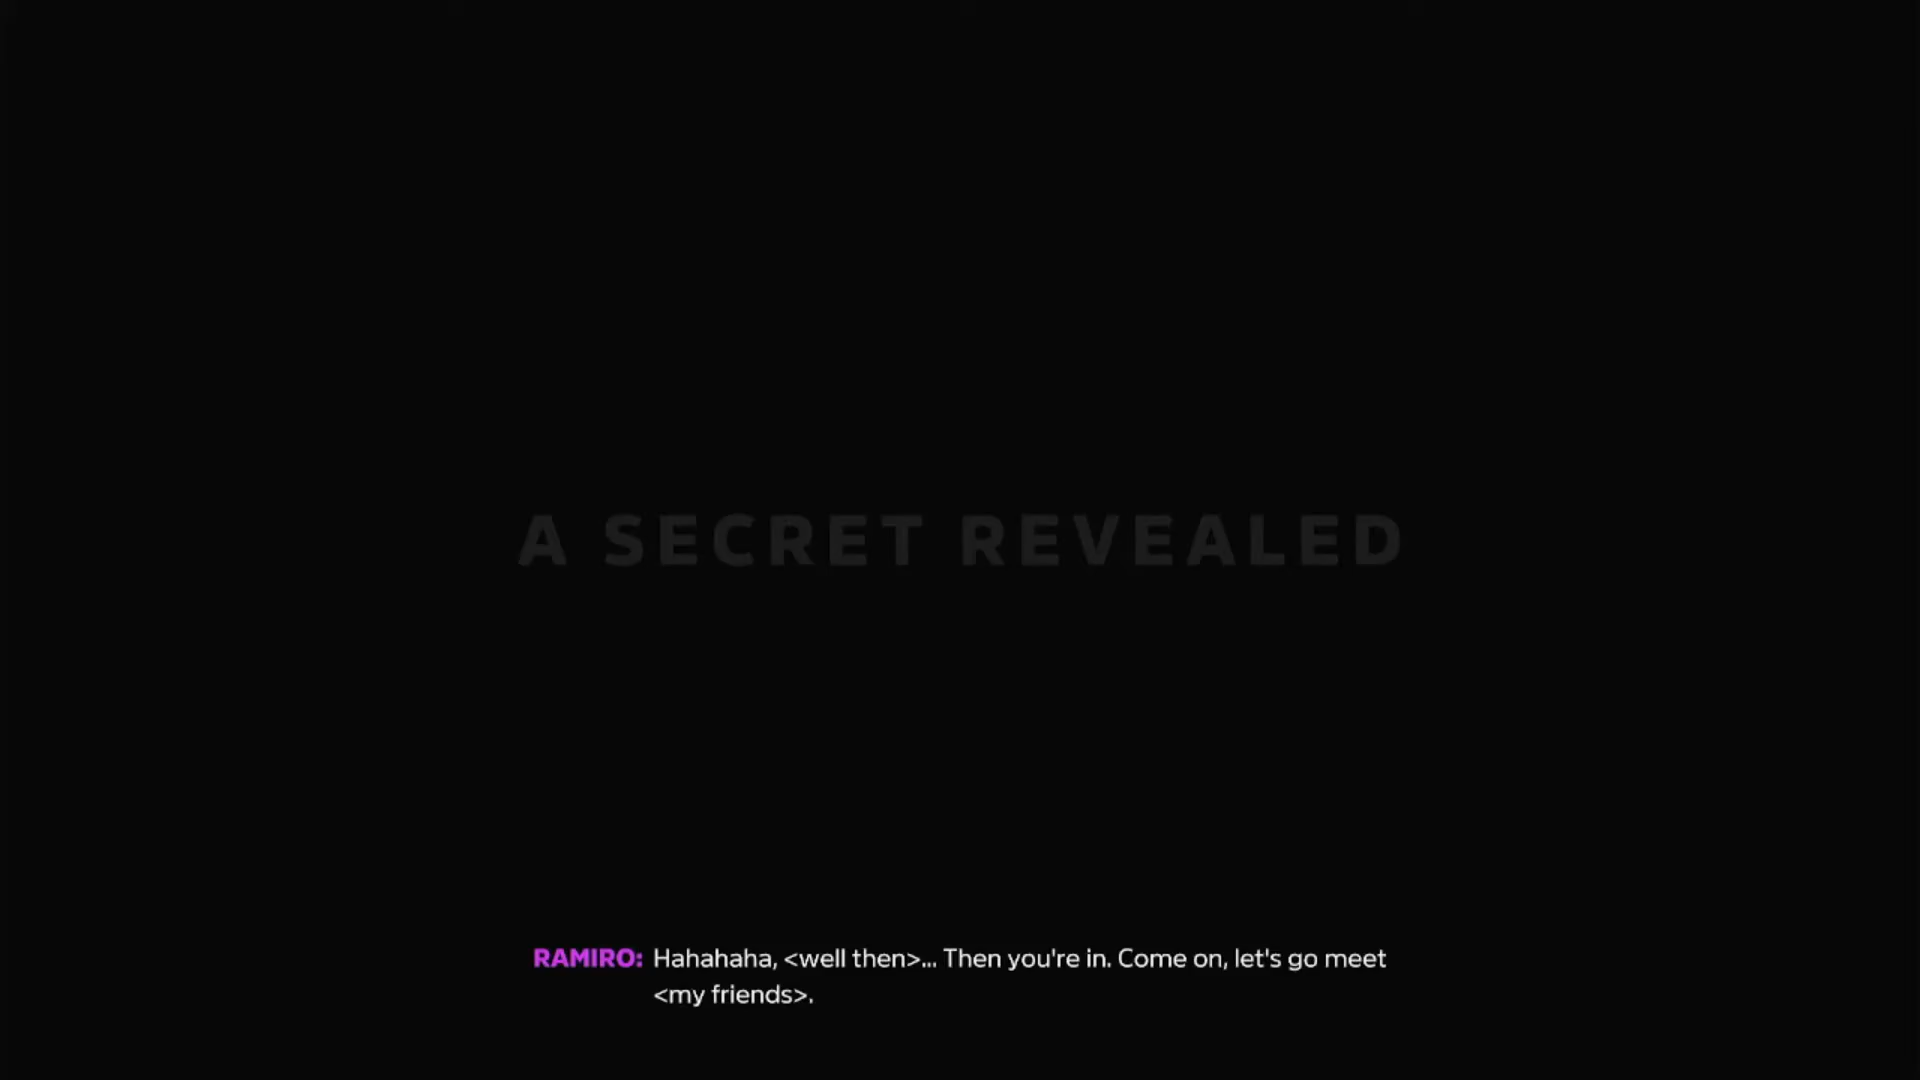 A SECRET REVEALED
RAMIRO: Hahahaha, <well then>... Then you're in. Come on, let's go meet
<my friends>.